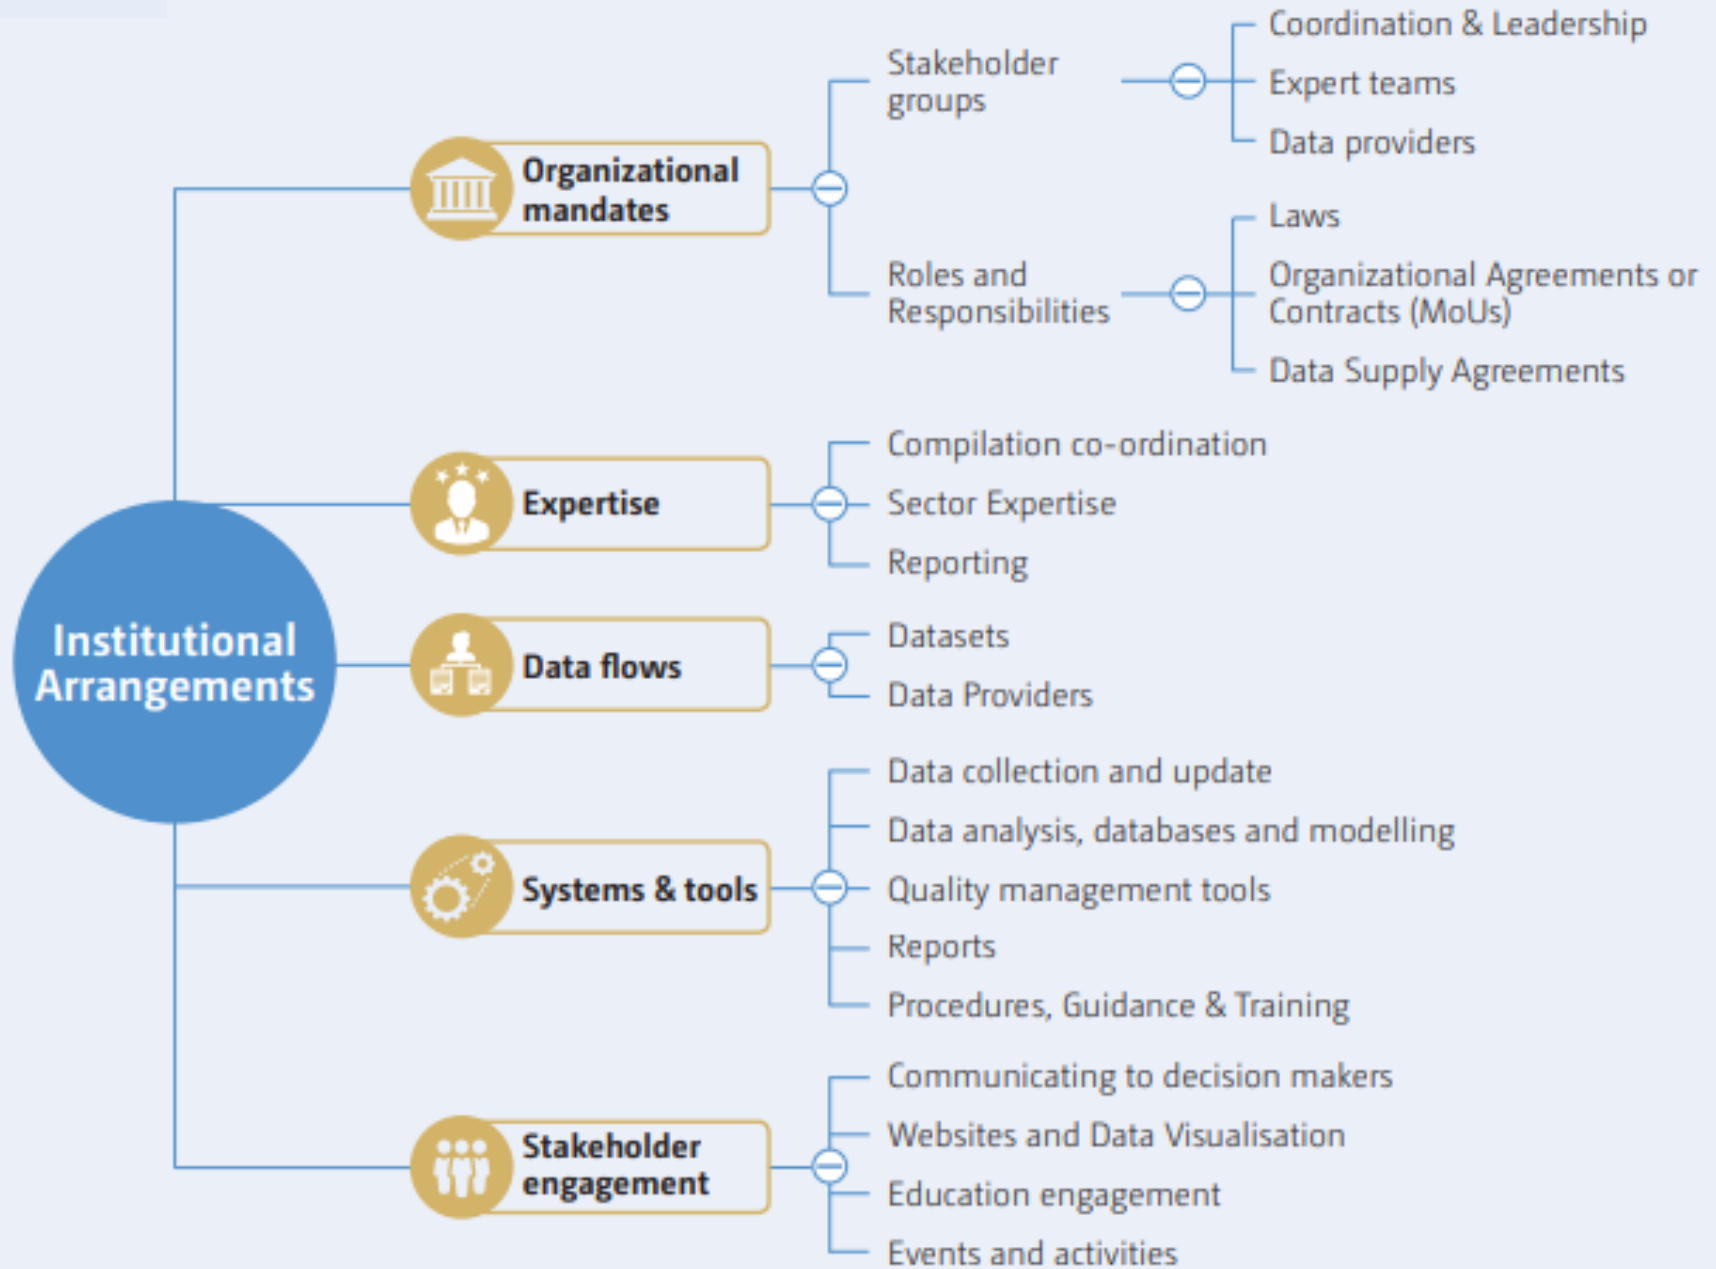 Institutional
Arrangements
Organizational
mandates
Stakeholder
groups
Coordination & Leadership
Expert teams
Data providers
Roles and
Responsibilities
Laws
Organizational Agreements or
Contracts (MoUs)
Data Supply Agreements
Expertise
Compilation co-ordination
Sector Expertise
Reporting
Data flows
Datasets
Data Providers
Systems & tools
Data collection and update
Data analysis, databases and modelling
Quality management tools
Reports
Procedures, Guidance & Training
Stakeholder
engagement
Communicating to decision makers
Websites and Data Visualisation
Education engagement
Events and activities